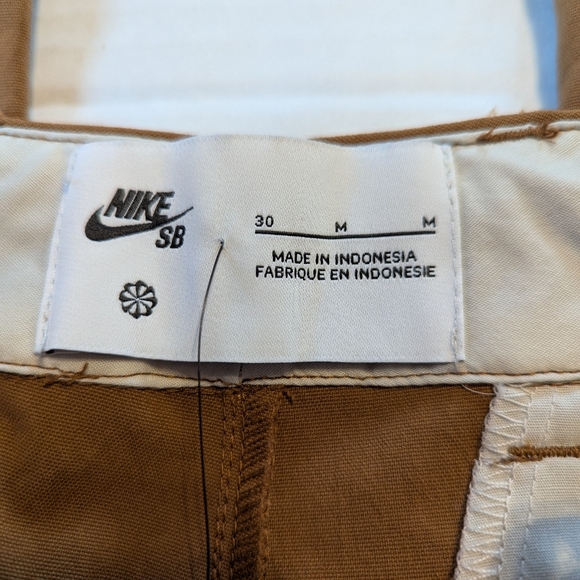 NIKE
SB
30 M M
MADE IN INDONESIA
FABRIQUE EN INDONESIE